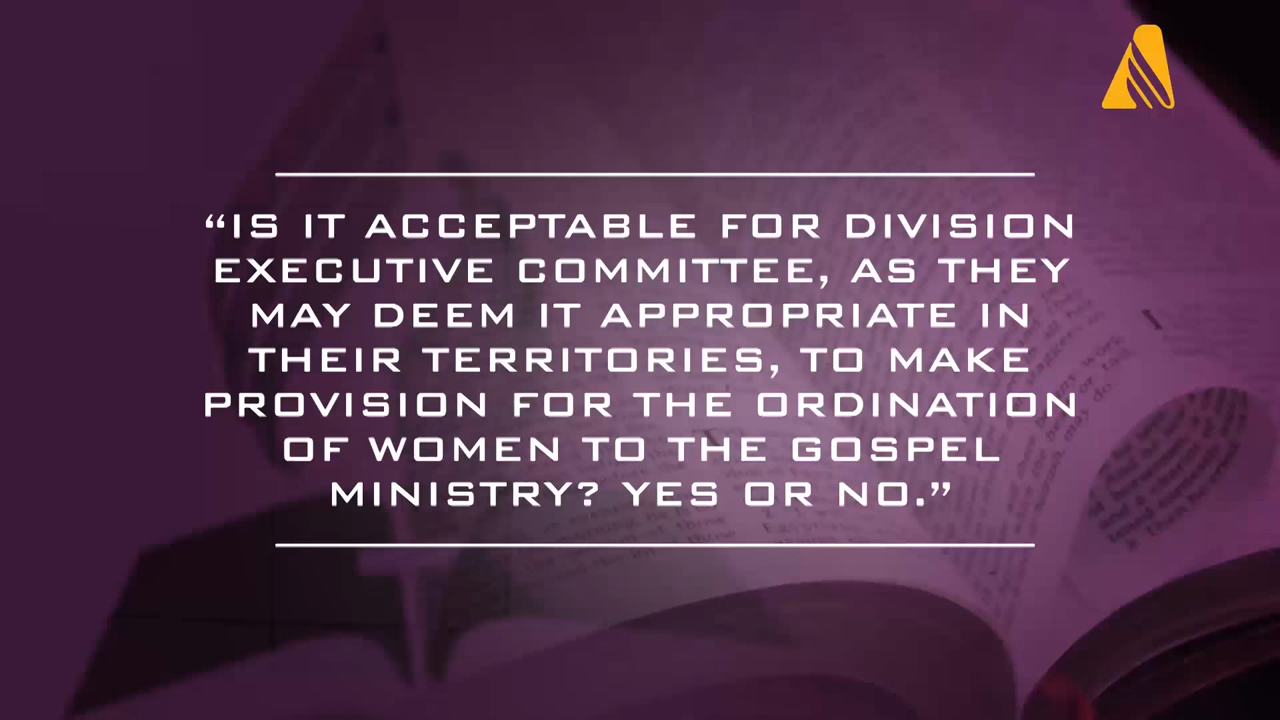 “IS IT ACCEPTABLE FOR DIVISION
EXECUTIVE COMMITTEE, AS THEY
MAY DEEM IT APPROPRIATE IN
THEIR TERRITORIES, TO MAKE
PROVISION FOR THE ORDINATION
OF WOMEN TO THE GOSPEL
MINISTRY? YES OR NO.”